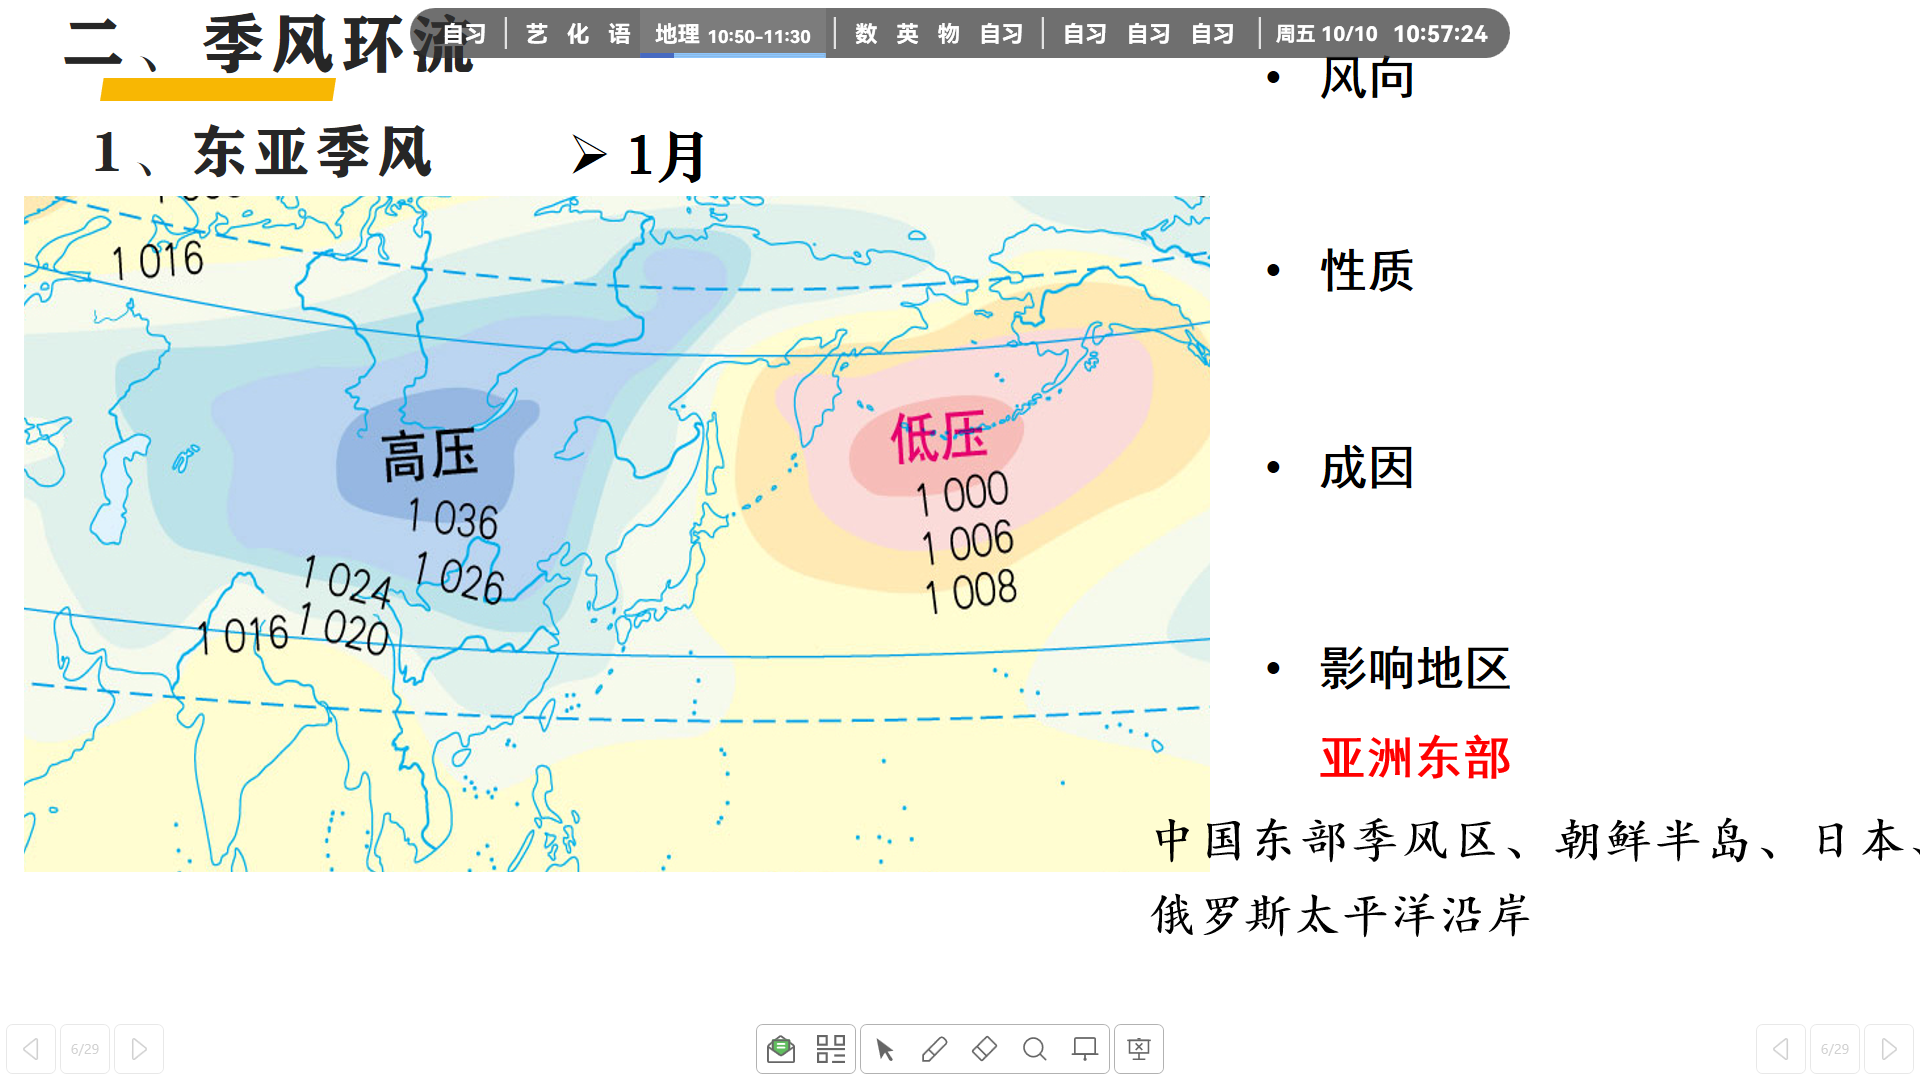 自习 | 艺 化 语 地理 10:50-11:30 | 数 英 物 自习 | 自习 自习 自习 | 周五 10/10 10:57:24
二、季风环流
1、东亚季风
➢ 1月
1 016
高压
1 036
1 024
1 026
1 016
1 020
低压
1 000
1 006
1 008
• 风向
• 性质
• 成因
• 影响地区
亚洲东部
中国东部季风区、朝鲜半岛、日本、
俄罗斯太平洋沿岸
6/29
6/29